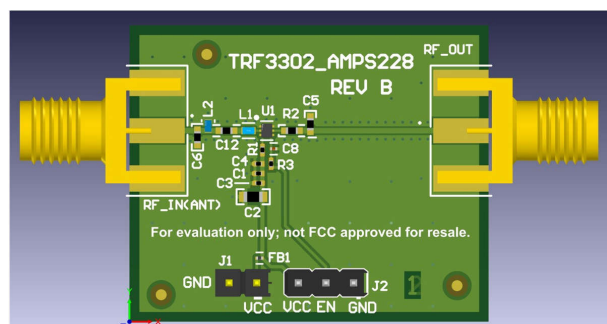 TRF3302_AMPS228
REV B
RF_OUT
L2
L1
U1
R2
C5
C6
C12
R1
C8
C4
R3
C1
C3
C2
RF_IN(ANT)
For evaluation only; not FCC approved for resale.
J1
FB1
GND
J2
VCC
VCC EN GND